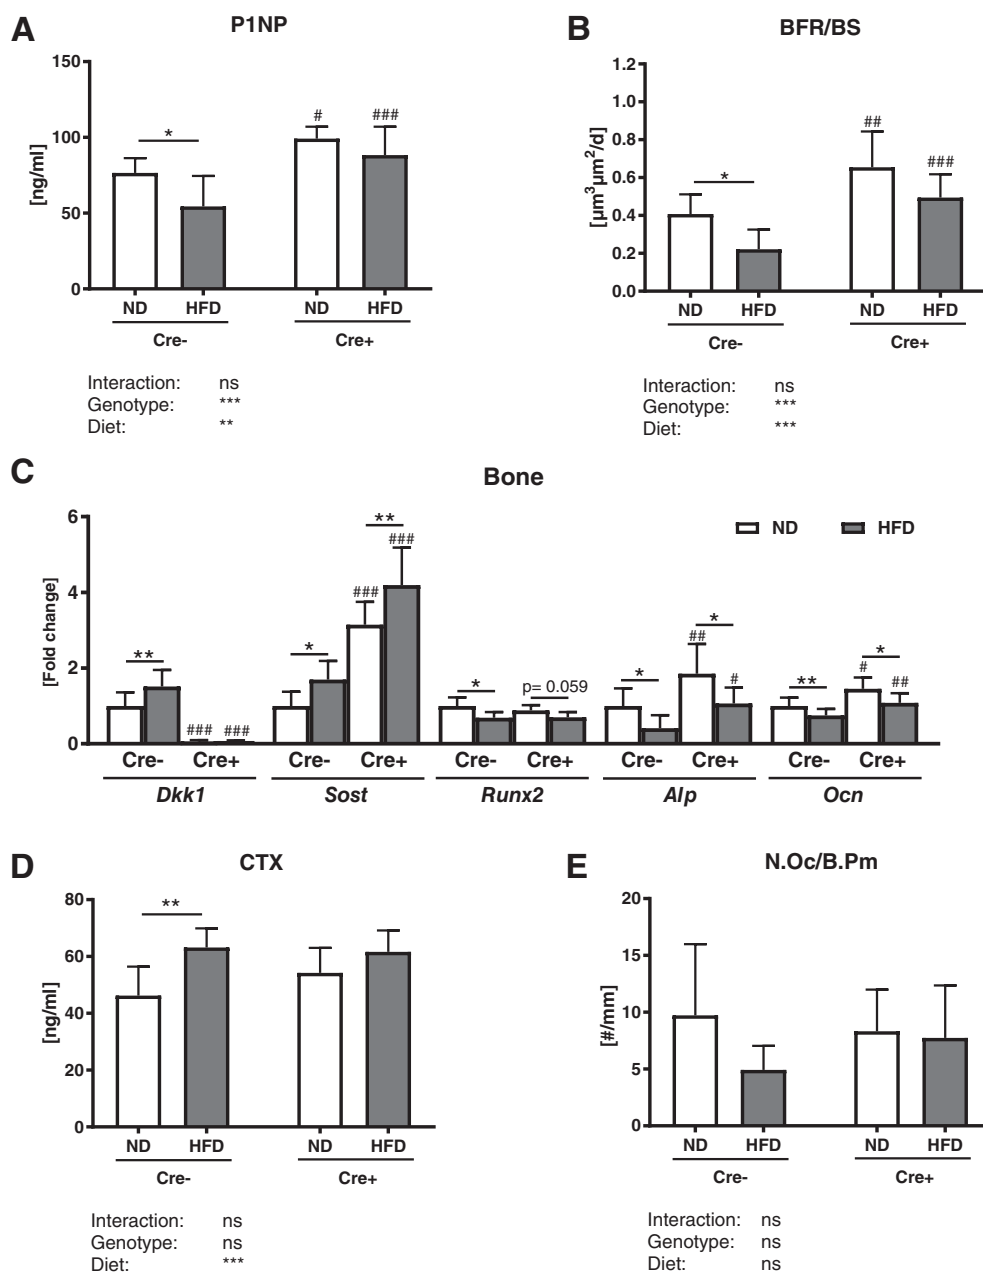 A
P1NP
150
100
50
0
[ng/ml]
*
#
###
ND HFD ND HFD
Cre- Cre+
Interaction: ns
Genotype: ***
Diet: **
B
BFR/BS
1.2
1.0
0.8
0.6
0.4
0.2
0.0
[µm³µm²/d]
*
##
###
ND HFD ND HFD
Cre- Cre+
Interaction: ns
Genotype: ***
Diet: ***
C
Bone
ND HFD
6
4
2
0
[Fold change]
**
### ###
*
###
**
###
*
p= 0.059
*
##
*
#
**
#
*
##
Cre- Cre+ Cre- Cre+ Cre- Cre+ Cre- Cre+ Cre- Cre+
Dkk1 Sost Runx2 Alp Ocn
D
CTX
80
60
40
20
0
[ng/ml]
**
ND HFD ND HFD
Cre- Cre+
Interaction: ns
Genotype: ns
Diet: ***
E
N.Oc/B.Pm
20
15
10
5
0
[#/mm]
ND HFD ND HFD
Cre- Cre+
Interaction: ns
Genotype: ns
Diet: ns